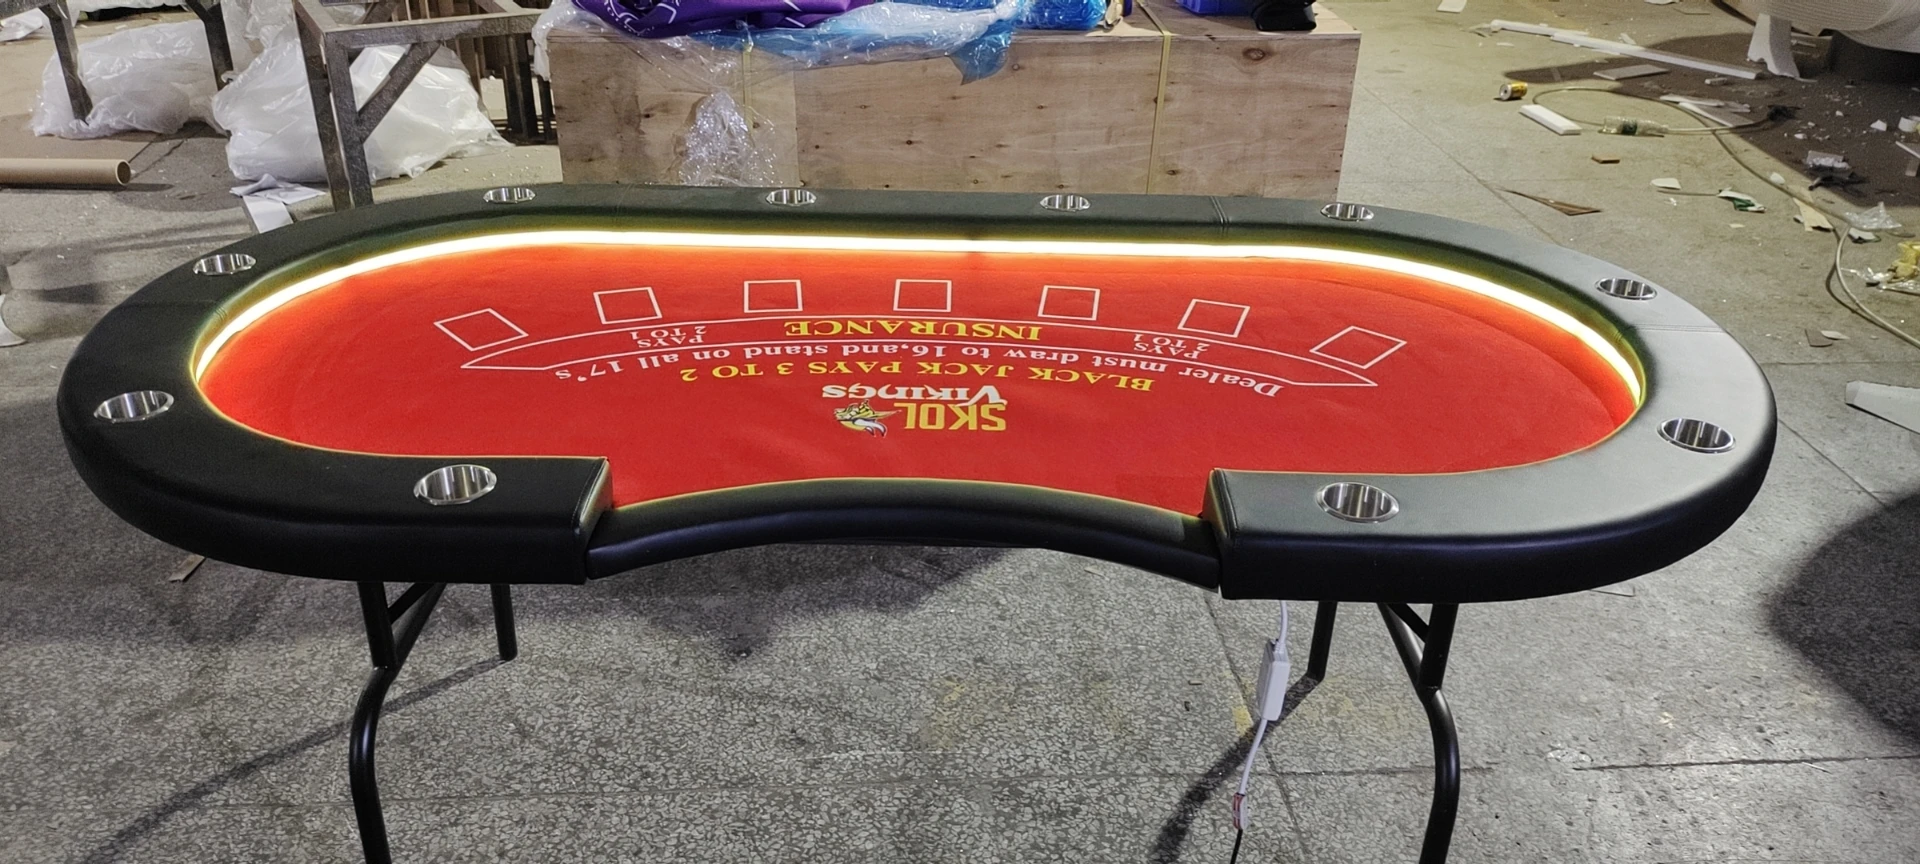 SKOL
VIKINGS
BLACK JACK PAYS 3 TO 2
Dealer must draw to 16,and stand on all 17's
PAYS
2 TO 1
INSURANCE
PAYS
2 TO 1